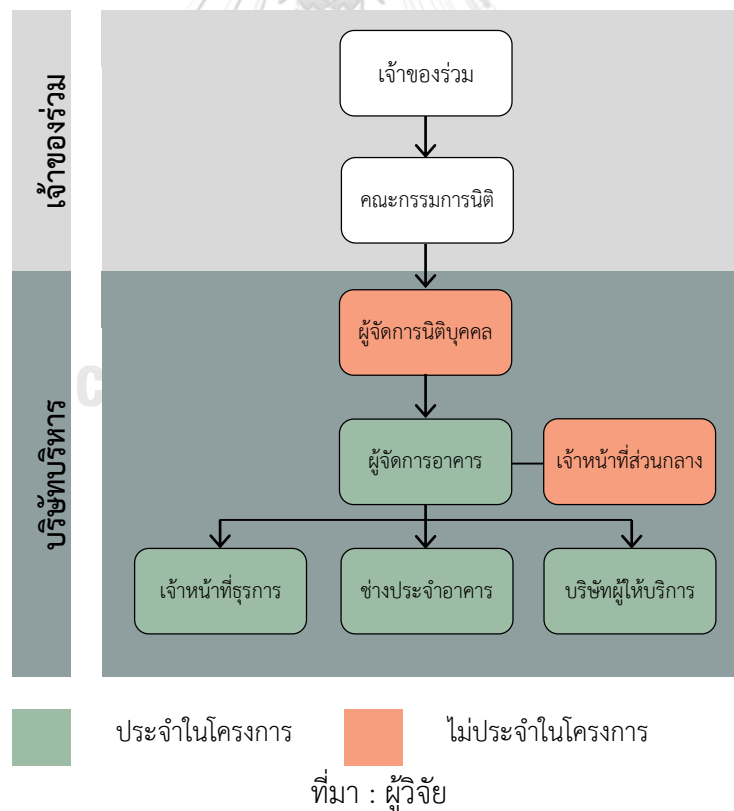 เจ้าของร่วม
เจ้าของร่วม
คณะกรรมการนิติ
บริษัทบริหาร
ผู้จัดการนิติบุคคล
C
ผู้จัดการอาคาร
เจ้าหน้าที่ส่วนกลาง
เจ้าหน้าที่ธุรการ
ช่างประจำอาคาร
บริษัทผู้ให้บริการ
ประจำในโครงการ
ไม่ประจำในโครงการ
ที่มา : ผู้วิจัย